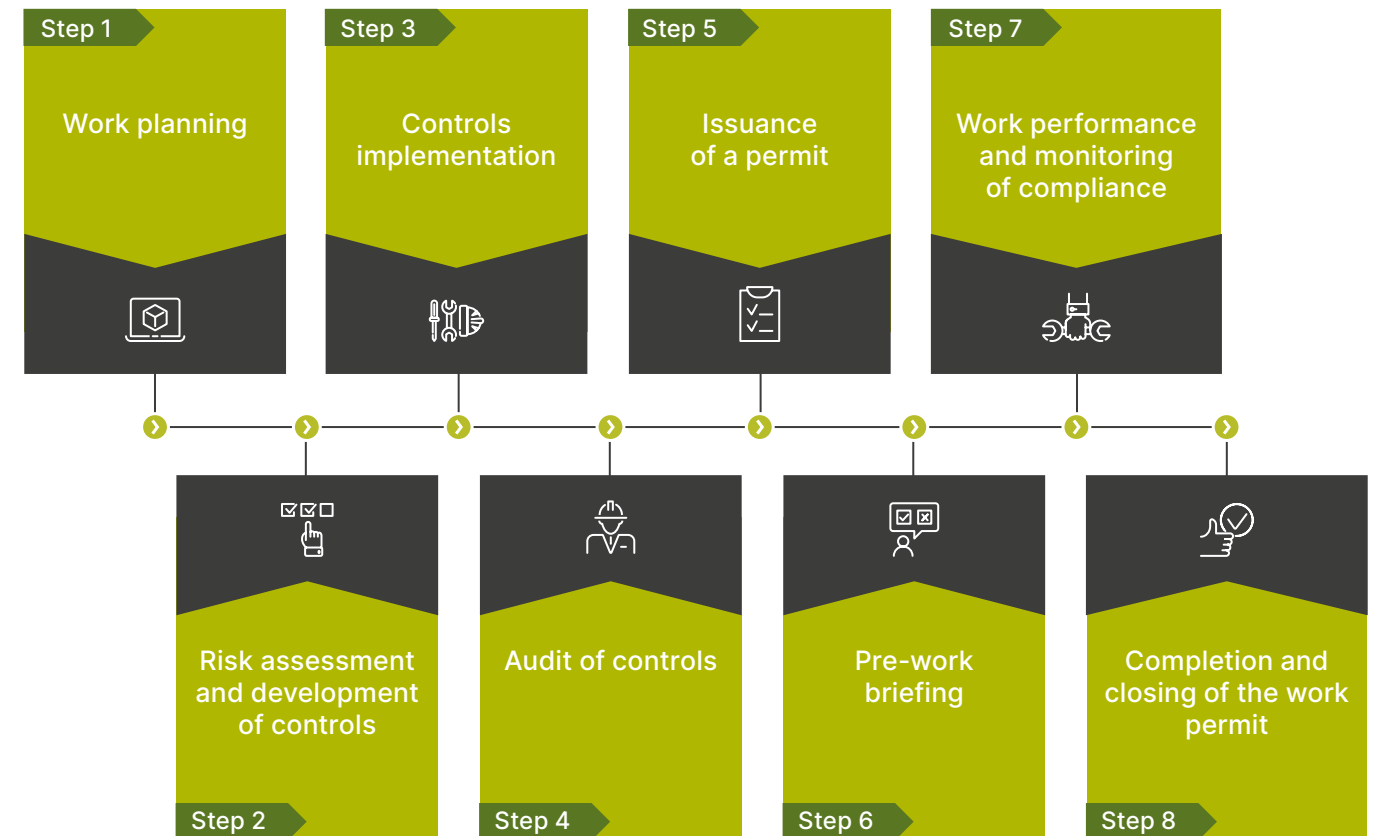 Step 1
Work planning
Step 2
Risk assessment
and development
of controls
Step 3
Controls
implementation
Step 4
Audit of controls
Step 5
Issuance
of a permit
Step 6
Pre-work
briefing
Step 7
Work performance
and monitoring
of compliance
Step 8
Completion and
closing of the work
permit